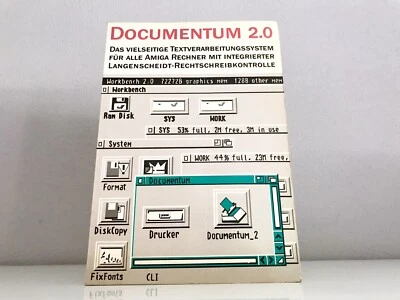 DOCUMENTUM 2.0
DAS VIELSEITIGE TEXTVERARBEITUNGSSYSTEM
FÜR ALLE AMIGA RECHNER MIT INTEGRIERTER
LANGENSCHEIDT-RECHTSCHREIBKONTROLLE
Workbench 2.0 722728 graphics mem 1288 other mem
Workbench
Ram Disk
SYS
WORK
SYS 53% full, 2M free, 3M in use
System
WORK 44% full, 23M free,
Format
Documentum
DiskCopy
Drucker
Documentum_2
FixFonts
CLI